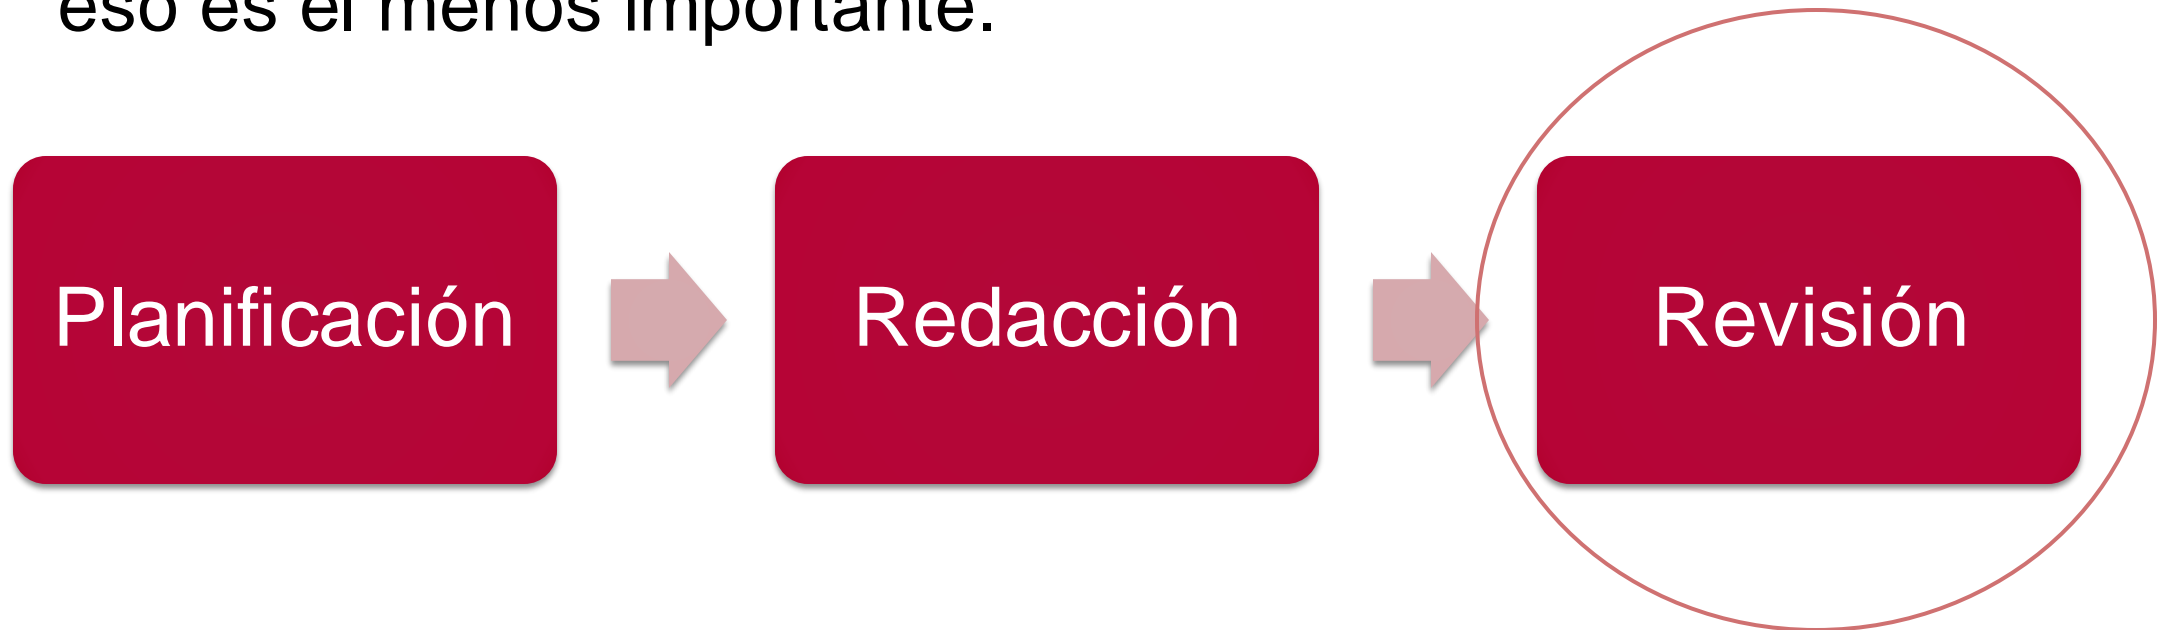 eso es el menos importante.
Planificación
Redacción
Revisión